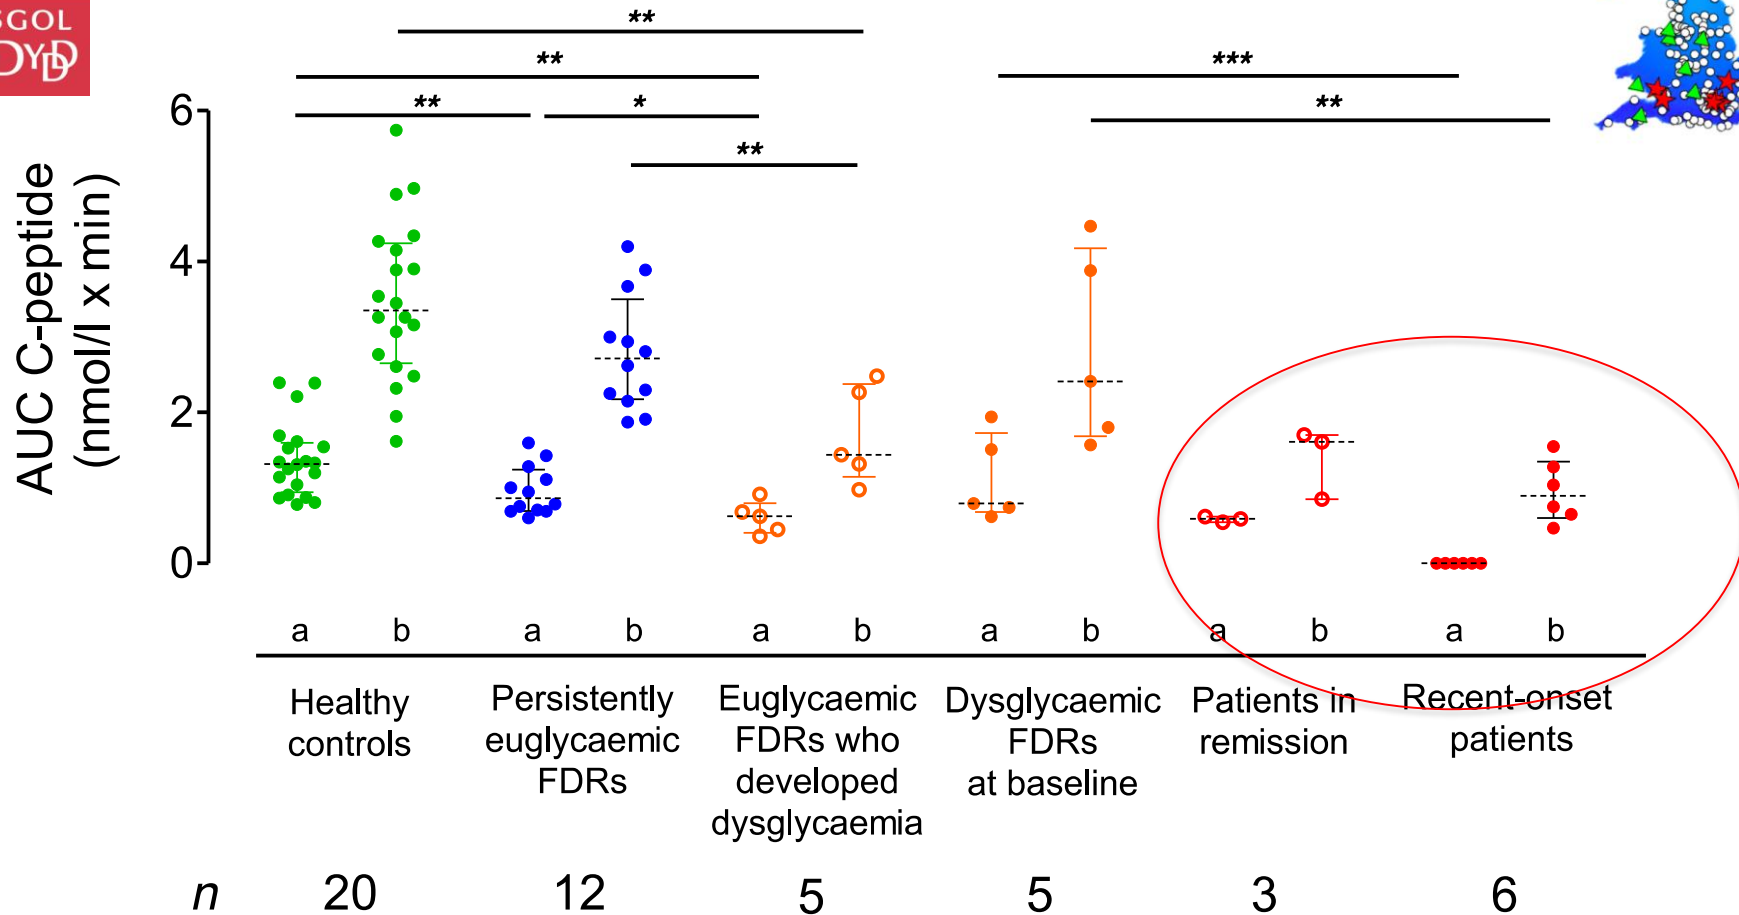 SGOL
DYDD
**
**
***
**
*
**
**
6
4
2
0
AUC C-peptide
(nmol/l x min)
a b a b a b a b a b a b
Healthy
controls
Persistently
euglycaemic
FDRs
Euglycaemic
FDRs who
developed
dysglycaemia
Dysglycaemic
FDRs
at baseline
Patients in
remission
Recent-onset
patients
n 20 12 5 5 3 6